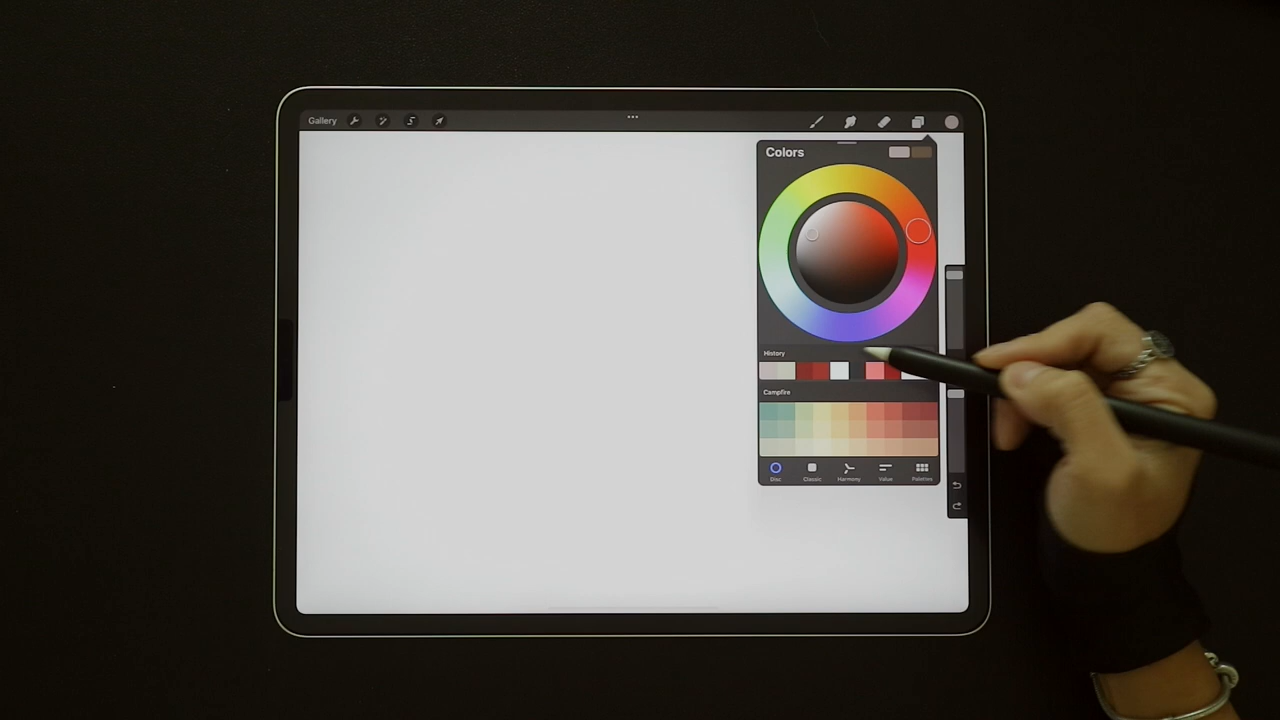 Gallery
Colors
History
Campfire
Disc Classic Harmony Value Palettes